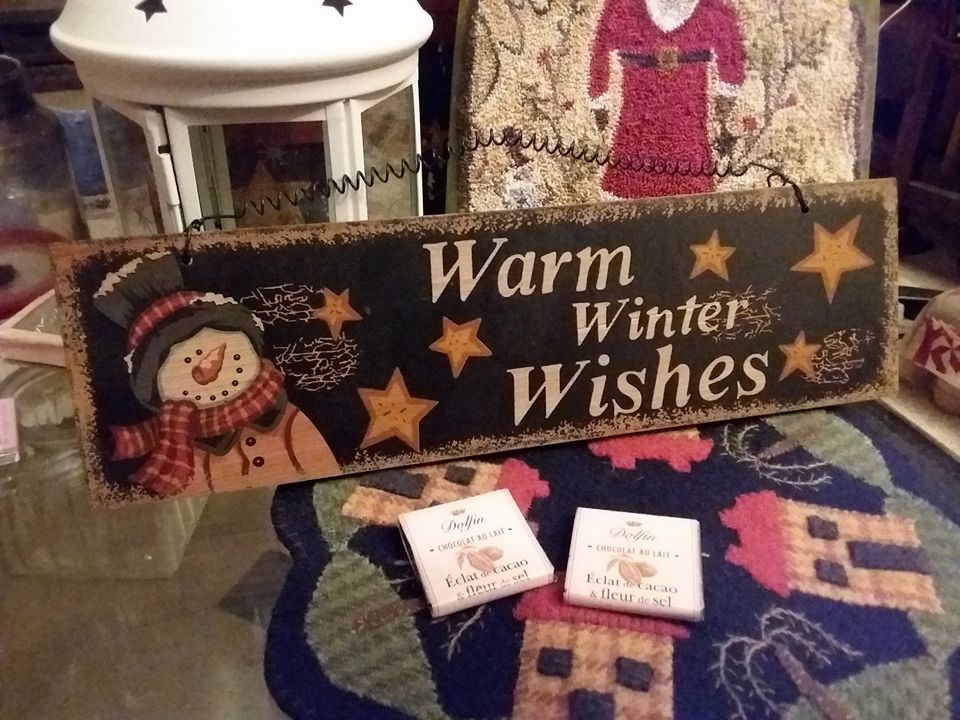 Warm
Winter
Wishes
Dolfin
CHOCOLAT AU LAIT
Éclat de cacao
& fleur de sel
Dolfin
CHOCOLAT AU LAIT
Éclat de cacao
& fleur de sel